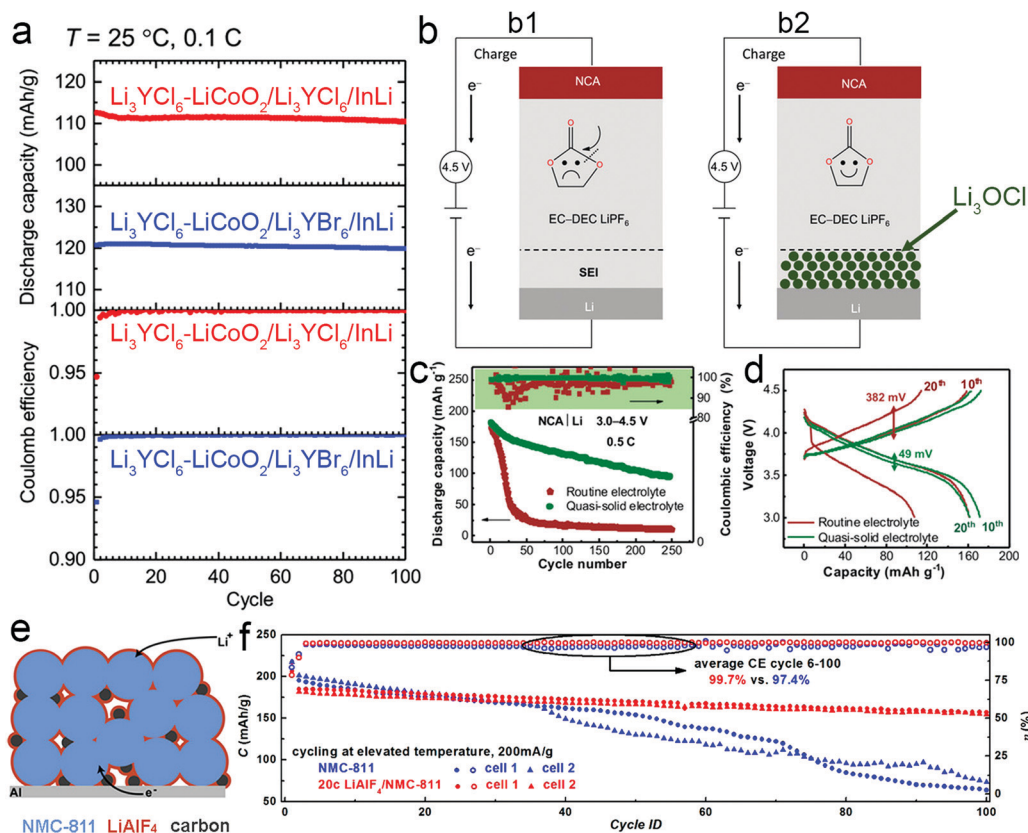 a
T = 25 °C, 0.1 C
Discharge capacity (mAh/g)
Coulomb efficiency
120
110
100
130
120
110
1.00
0.95
1.00
0.95
0.90
Li₃YCl₆-LiCoO₂/Li₃YCl₆/InLi
Li₃YCl₆-LiCoO₂/Li₃YBr₆/InLi
Li₃YCl₆-LiCoO₂/Li₃YCl₆/InLi
Li₃YCl₆-LiCoO₂/Li₃YBr₆/InLi
0 20 40 60 80 100
Cycle
b
b1
Charge
e⁻
4.5 V
e⁻
NCA
O
O O
EC–DEC LiPF₆
SEI
Li
b2
Charge
e⁻
4.5 V
e⁻
NCA
O
O O
EC–DEC LiPF₆
Li
Li₃OCl
c
Discharge capacity (mAh g⁻¹)
250
200
150
100
50
0
NCA | Li 3.0–4.5 V
0.5 C
Routine electrolyte
Quasi-solid electrolyte
0 50 100 150 200 250
Cycle number
100
90
80
0
Coulombic efficiency (%)
d
Voltage (V)
4.5
4.0
3.5
3.0
20ᵗʰ 10ᵗʰ
382 mV
49 mV
20ᵗʰ 10ᵗʰ
Routine electrolyte
Quasi-solid electrolyte
0 40 80 120 160 200
Capacity (mAh g⁻¹)
e
Li⁺
Al
e⁻
NMC-811 LiAlF₄ carbon
f
C (mAh/g)
250
200
150
100
50
average CE cycle 6-100
99.7% vs. 97.4%
cycling at elevated temperature, 200mA/g
NMC-811 cell 1 cell 2
20c LiAlF₄/NMC-811 cell 1 cell 2
0 20 40 60 80 100
Cycle ID
100
75
50
25
0
η (%)